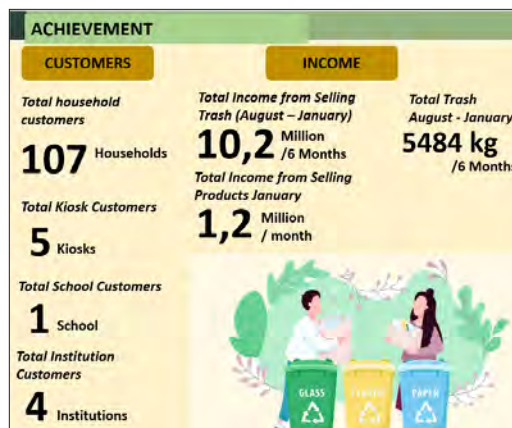 ACHIEVEMENT
CUSTOMERS
Total household
customers
107 Households
Total Kiosk Customers
5 Kiosks
Total School Customers
1 School
Total Institution
Customers
4 Institutions
INCOME
Total Income from Selling
Trash (August – January)
10,2 Million
/6 Months
Total Income from Selling
Products January
1,2 Million
/ month
Total Trash
August - January
5484 kg
/6 Months
GLASS
PAPER